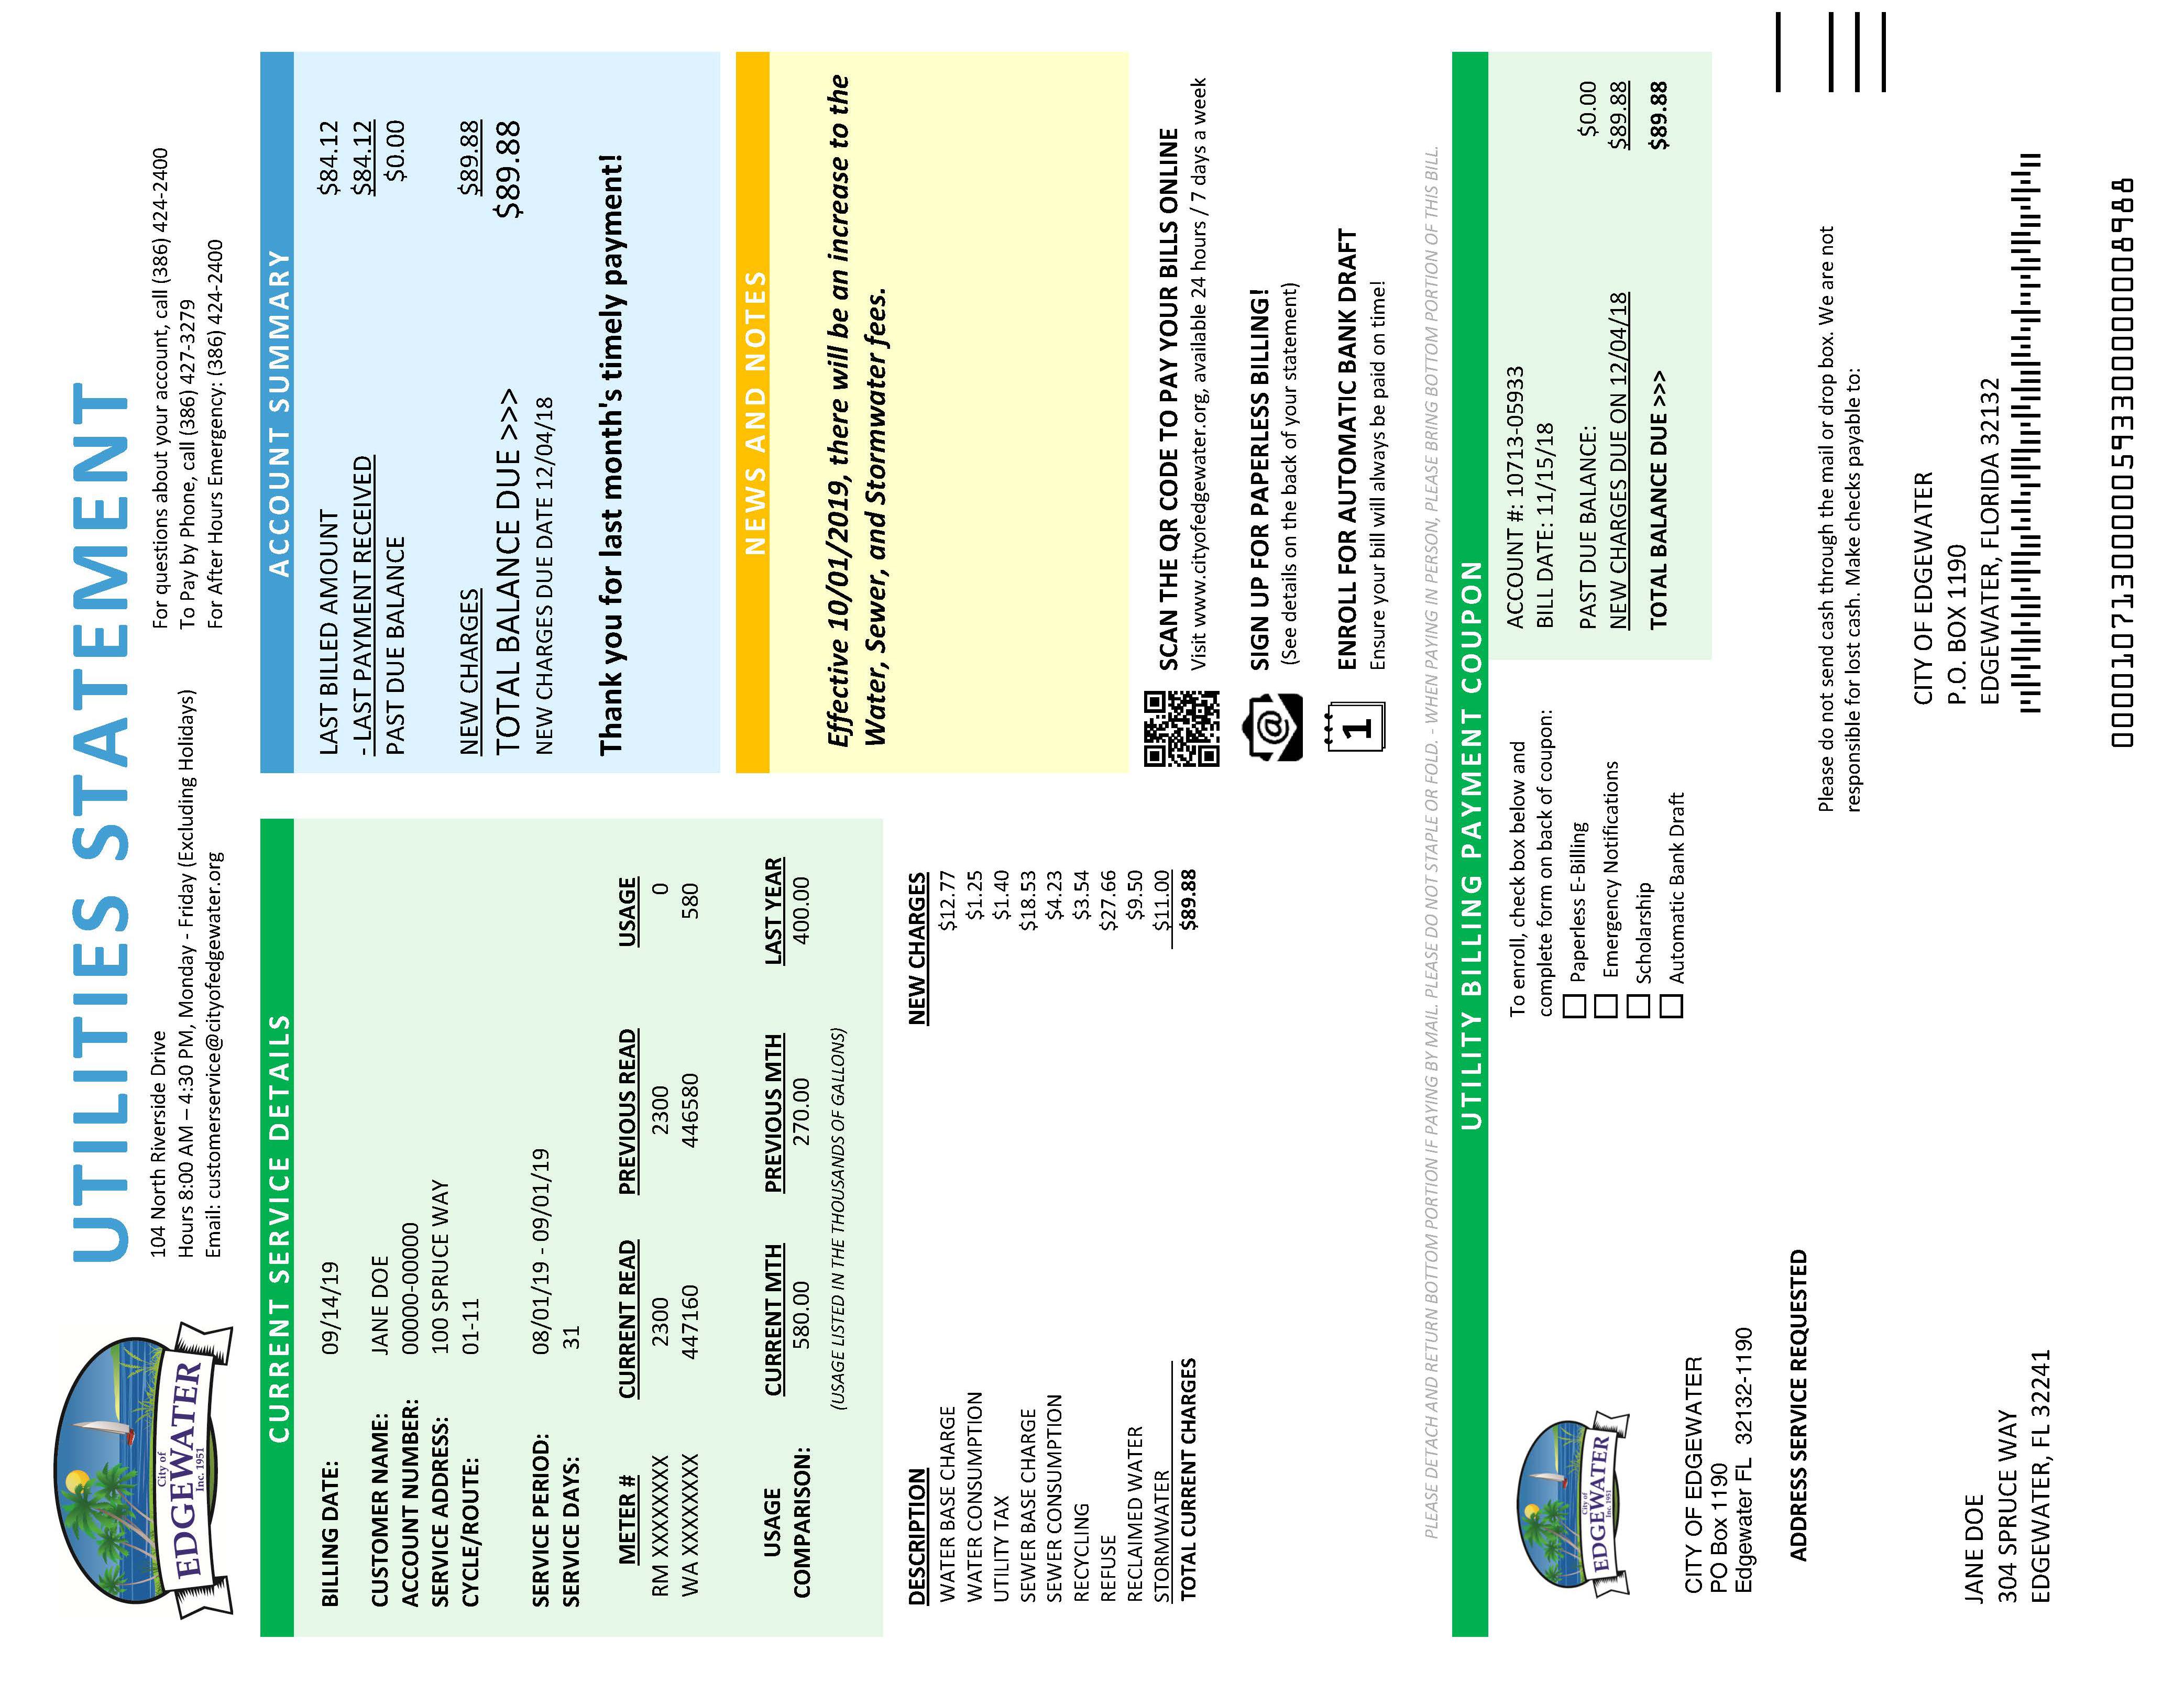 City of
EDGEWATER
Inc. 1951
UTILITIES STATEMENT
104 North Riverside Drive
Hours 8:00 AM – 4:30 PM, Monday - Friday (Excluding Holidays)
Email: customerservice@cityofedgewater.org
For questions about your account, call (386) 424-2400
To Pay by Phone, call (386) 427-3279
For After Hours Emergency: (386) 424-2400
CURRENT SERVICE DETAILS
BILLING DATE: 09/14/19
CUSTOMER NAME: JANE DOE
ACCOUNT NUMBER: 00000-00000
SERVICE ADDRESS: 100 SPRUCE WAY
CYCLE/ROUTE: 01-11
SERVICE PERIOD: 08/01/19 - 09/01/19
SERVICE DAYS: 31
METER # CURRENT READ PREVIOUS READ USAGE
RM XXXXXXXX 2300 2300 0
WA XXXXXXXX 447160 446580 580
USAGE CURRENT MTH PREVIOUS MTH LAST YEAR
COMPARISON: 580.00 270.00 400.00
(USAGE LISTED IN THE THOUSANDS OF GALLONS)
DESCRIPTION NEW CHARGES
WATER BASE CHARGE $12.77
WATER CONSUMPTION $1.25
UTILITY TAX $1.40
SEWER BASE CHARGE $18.53
SEWER CONSUMPTION $4.23
RECYCLING $3.54
REFUSE $27.66
RECLAIMED WATER $9.50
STORMWATER $11.00
TOTAL CURRENT CHARGES $89.88
ACCOUNT SUMMARY
LAST BILLED AMOUNT $84.12
- LAST PAYMENT RECEIVED $84.12
PAST DUE BALANCE $0.00
NEW CHARGES $89.88
TOTAL BALANCE DUE >>> $89.88
NEW CHARGES DUE DATE 12/04/18
Thank you for last month's timely payment!
NEWS AND NOTES
Effective 10/01/2019, there will be an increase to the
Water, Sewer, and Stormwater fees.
SCAN THE QR CODE TO PAY YOUR BILLS ONLINE
Visit www.cityofedgewater.org, available 24 hours / 7 days a week
@
SIGN UP FOR PAPERLESS BILLING!
(See details on the back of your statement)
1
ENROLL FOR AUTOMATIC BANK DRAFT
Ensure your bill will always be paid on time!
PLEASE DETACH AND RETURN BOTTOM PORTION IF PAYING BY MAIL. PLEASE DO NOT STAPLE OR FOLD. - WHEN PAYING IN PERSON, PLEASE BRING BOTTOM PORTION OF THIS BILL.
UTILITY BILLING PAYMENT COUPON
City of
EDGEWATER
Inc. 1951
CITY OF EDGEWATER
PO Box 1190
Edgewater FL 32132-1190
ADDRESS SERVICE REQUESTED
JANE DOE
304 SPRUCE WAY
EDGEWATER, FL 32241
To enroll, check box below and
complete form on back of coupon:
Paperless E-Billing
Emergency Notifications
Scholarship
Automatic Bank Draft
ACCOUNT #: 10713-05933
BILL DATE: 11/15/18
PAST DUE BALANCE: $0.00
NEW CHARGES DUE ON 12/04/18 $89.88
TOTAL BALANCE DUE >>> $89.88
Please do not send cash through the mail or drop box. We are not
responsible for lost cash. Make checks payable to:
CITY OF EDGEWATER
P.O. BOX 1190
EDGEWATER, FLORIDA 32132
00010713000005933000000008988